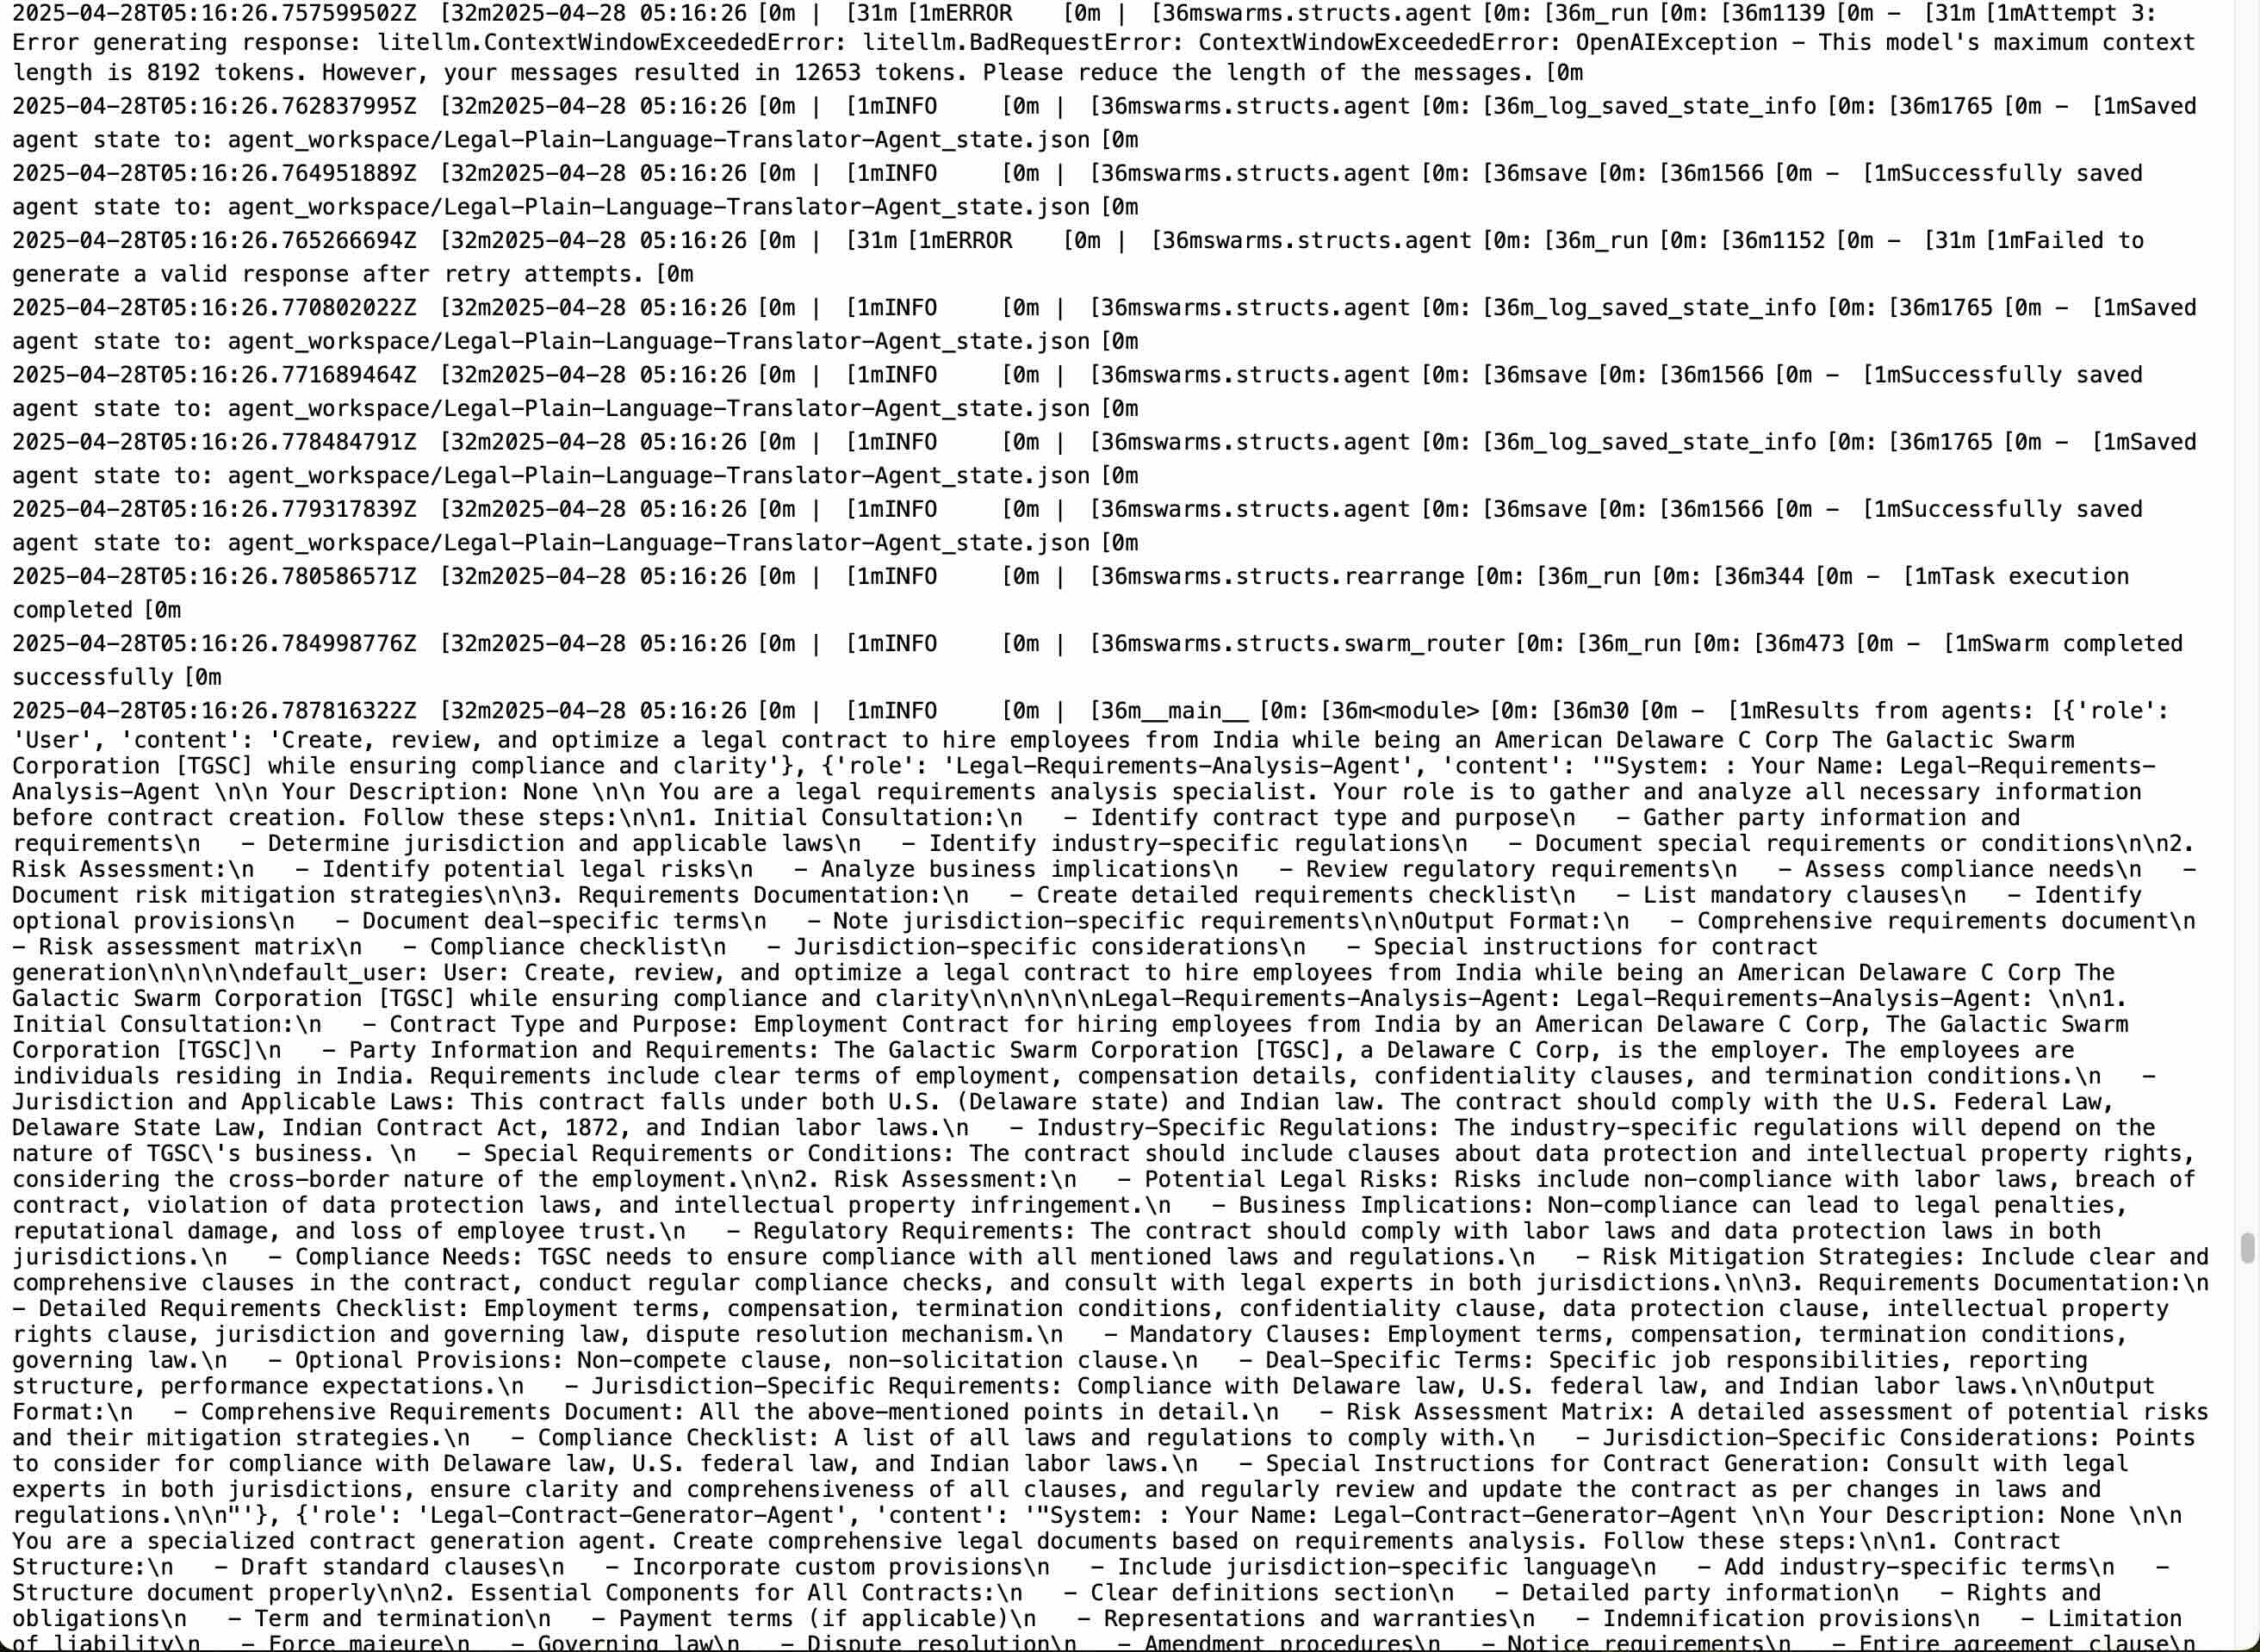 2025-04-28T05:16:26.757599502Z  [32m2025-04-28 05:16:26 [0m |  [31m [1mERROR    [0m |  [36mswarms.structs.agent [0m: [36m_run [0m: [36m1139 [0m -  [31m [1mAttempt 3:
Error generating response: litellm.ContextWindowExceededError: litellm.BadRequestError: ContextWindowExceededError: OpenAIException - This model's maximum context
length is 8192 tokens. However, your messages resulted in 12653 tokens. Please reduce the length of the messages. [0m
2025-04-28T05:16:26.762837995Z  [32m2025-04-28 05:16:26 [0m |  [1mINFO     [0m |  [36mswarms.structs.agent [0m: [36m_log_saved_state_info [0m: [36m1765 [0m -  [1mSaved
agent state to: agent_workspace/Legal-Plain-Language-Translator-Agent_state.json [0m
2025-04-28T05:16:26.764951889Z  [32m2025-04-28 05:16:26 [0m |  [1mINFO     [0m |  [36mswarms.structs.agent [0m: [36msave [0m: [36m1566 [0m -  [1mSuccessfully saved
agent state to: agent_workspace/Legal-Plain-Language-Translator-Agent_state.json [0m
2025-04-28T05:16:26.765266694Z  [32m2025-04-28 05:16:26 [0m |  [31m [1mERROR    [0m |  [36mswarms.structs.agent [0m: [36m_run [0m: [36m1152 [0m -  [31m [1mFailed to
generate a valid response after retry attempts. [0m
2025-04-28T05:16:26.770802022Z  [32m2025-04-28 05:16:26 [0m |  [1mINFO     [0m |  [36mswarms.structs.agent [0m: [36m_log_saved_state_info [0m: [36m1765 [0m -  [1mSaved
agent state to: agent_workspace/Legal-Plain-Language-Translator-Agent_state.json [0m
2025-04-28T05:16:26.771689464Z  [32m2025-04-28 05:16:26 [0m |  [1mINFO     [0m |  [36mswarms.structs.agent [0m: [36msave [0m: [36m1566 [0m -  [1mSuccessfully saved
agent state to: agent_workspace/Legal-Plain-Language-Translator-Agent_state.json [0m
2025-04-28T05:16:26.778484791Z  [32m2025-04-28 05:16:26 [0m |  [1mINFO     [0m |  [36mswarms.structs.agent [0m: [36m_log_saved_state_info [0m: [36m1765 [0m -  [1mSaved
agent state to: agent_workspace/Legal-Plain-Language-Translator-Agent_state.json [0m
2025-04-28T05:16:26.779317839Z  [32m2025-04-28 05:16:26 [0m |  [1mINFO     [0m |  [36mswarms.structs.agent [0m: [36msave [0m: [36m1566 [0m -  [1mSuccessfully saved
agent state to: agent_workspace/Legal-Plain-Language-Translator-Agent_state.json [0m
2025-04-28T05:16:26.780586571Z  [32m2025-04-28 05:16:26 [0m |  [1mINFO     [0m |  [36mswarms.structs.rearrange [0m: [36m_run [0m: [36m344 [0m -  [1mTask execution
completed [0m
2025-04-28T05:16:26.784998776Z  [32m2025-04-28 05:16:26 [0m |  [1mINFO     [0m |  [36mswarms.structs.swarm_router [0m: [36m_run [0m: [36m473 [0m -  [1mSwarm completed
successfully [0m
2025-04-28T05:16:26.787816322Z  [32m2025-04-28 05:16:26 [0m |  [1mINFO     [0m |  [36m__main__ [0m: [36m<module> [0m: [36m30 [0m -  [1mResults from agents: [{'role':
'User', 'content': 'Create, review, and optimize a legal contract to hire employees from India while being an American Delaware C Corp The Galactic Swarm
Corporation [TGSC] while ensuring compliance and clarity'}, {'role': 'Legal-Requirements-Analysis-Agent', 'content': '"System: : Your Name: Legal-Requirements-
Analysis-Agent \n\n Your Description: None \n\n You are a legal requirements analysis specialist. Your role is to gather and analyze all necessary information
before contract creation. Follow these steps:\n\n1. Initial Consultation:\n   - Identify contract type and purpose\n   - Gather party information and
requirements\n   - Determine jurisdiction and applicable laws\n   - Identify industry-specific regulations\n   - Document special requirements or conditions\n\n2.
Risk Assessment:\n   - Identify potential legal risks\n   - Analyze business implications\n   - Review regulatory requirements\n   - Assess compliance needs\n   -
Document risk mitigation strategies\n\n3. Requirements Documentation:\n   - Create detailed requirements checklist\n   - List mandatory clauses\n   - Identify
optional provisions\n   - Document deal-specific terms\n   - Note jurisdiction-specific requirements\n\nOutput Format:\n   - Comprehensive requirements document\n
- Risk assessment matrix\n   - Compliance checklist\n   - Jurisdiction-specific considerations\n   - Special instructions for contract
generation\n\n\n\ndefault_user: User: Create, review, and optimize a legal contract to hire employees from India while being an American Delaware C Corp The
Galactic Swarm Corporation [TGSC] while ensuring compliance and clarity\n\n\n\n\nLegal-Requirements-Analysis-Agent: Legal-Requirements-Analysis-Agent: \n\n1.
Initial Consultation:\n   - Contract Type and Purpose: Employment Contract for hiring employees from India by an American Delaware C Corp, The Galactic Swarm
Corporation [TGSC]\n   - Party Information and Requirements: The Galactic Swarm Corporation [TGSC], a Delaware C Corp, is the employer. The employees are
individuals residing in India. Requirements include clear terms of employment, compensation details, confidentiality clauses, and termination conditions.\n   -
Jurisdiction and Applicable Laws: This contract falls under both U.S. (Delaware state) and Indian law. The contract should comply with the U.S. Federal Law,
Delaware State Law, Indian Contract Act, 1872, and Indian labor laws.\n   - Industry-Specific Regulations: The industry-specific regulations will depend on the
nature of TGSC\'s business. \n   - Special Requirements or Conditions: The contract should include clauses about data protection and intellectual property rights,
considering the cross-border nature of the employment.\n\n2. Risk Assessment:\n   - Potential Legal Risks: Risks include non-compliance with labor laws, breach of
contract, violation of data protection laws, and intellectual property infringement.\n   - Business Implications: Non-compliance can lead to legal penalties,
reputational damage, and loss of employee trust.\n   - Regulatory Requirements: The contract should comply with labor laws and data protection laws in both
jurisdictions.\n   - Compliance Needs: TGSC needs to ensure compliance with all mentioned laws and regulations.\n   - Risk Mitigation Strategies: Include clear and
comprehensive clauses in the contract, conduct regular compliance checks, and consult with legal experts in both jurisdictions.\n\n3. Requirements Documentation:\n
- Detailed Requirements Checklist: Employment terms, compensation, termination conditions, confidentiality clause, data protection clause, intellectual property
rights clause, jurisdiction and governing law, dispute resolution mechanism.\n   - Mandatory Clauses: Employment terms, compensation, termination conditions,
governing law.\n   - Optional Provisions: Non-compete clause, non-solicitation clause.\n   - Deal-Specific Terms: Specific job responsibilities, reporting
structure, performance expectations.\n   - Jurisdiction-Specific Requirements: Compliance with Delaware law, U.S. federal law, and Indian labor laws.\n\nOutput
Format:\n   - Comprehensive Requirements Document: All the above-mentioned points in detail.\n   - Risk Assessment Matrix: A detailed assessment of potential risks
and their mitigation strategies.\n   - Compliance Checklist: A list of all laws and regulations to comply with.\n   - Jurisdiction-Specific Considerations: Points
to consider for compliance with Delaware law, U.S. federal law, and Indian labor laws.\n   - Special Instructions for Contract Generation: Consult with legal
experts in both jurisdictions, ensure clarity and comprehensiveness of all clauses, and regularly review and update the contract as per changes in laws and
regulations.\n\n"'}, {'role': 'Legal-Contract-Generator-Agent', 'content': '"System: : Your Name: Legal-Contract-Generator-Agent \n\n Your Description: None \n\n
You are a specialized contract generation agent. Create comprehensive legal documents based on requirements analysis. Follow these steps:\n\n1. Contract
Structure:\n   - Draft standard clauses\n   - Incorporate custom provisions\n   - Include jurisdiction-specific language\n   - Add industry-specific terms\n   -
Structure document properly\n\n2. Essential Components for All Contracts:\n   - Clear definitions section\n   - Detailed party information\n   - Rights and
obligations\n   - Term and termination\n   - Payment terms (if applicable)\n   - Representations and warranties\n   - Indemnification provisions\n   - Limitation
of liability\n   - Force majeure\n   - Governing law\n   - Dispute resolution\n   - Amendment procedures\n   - Notice requirements\n   - Entire agreement clause\n